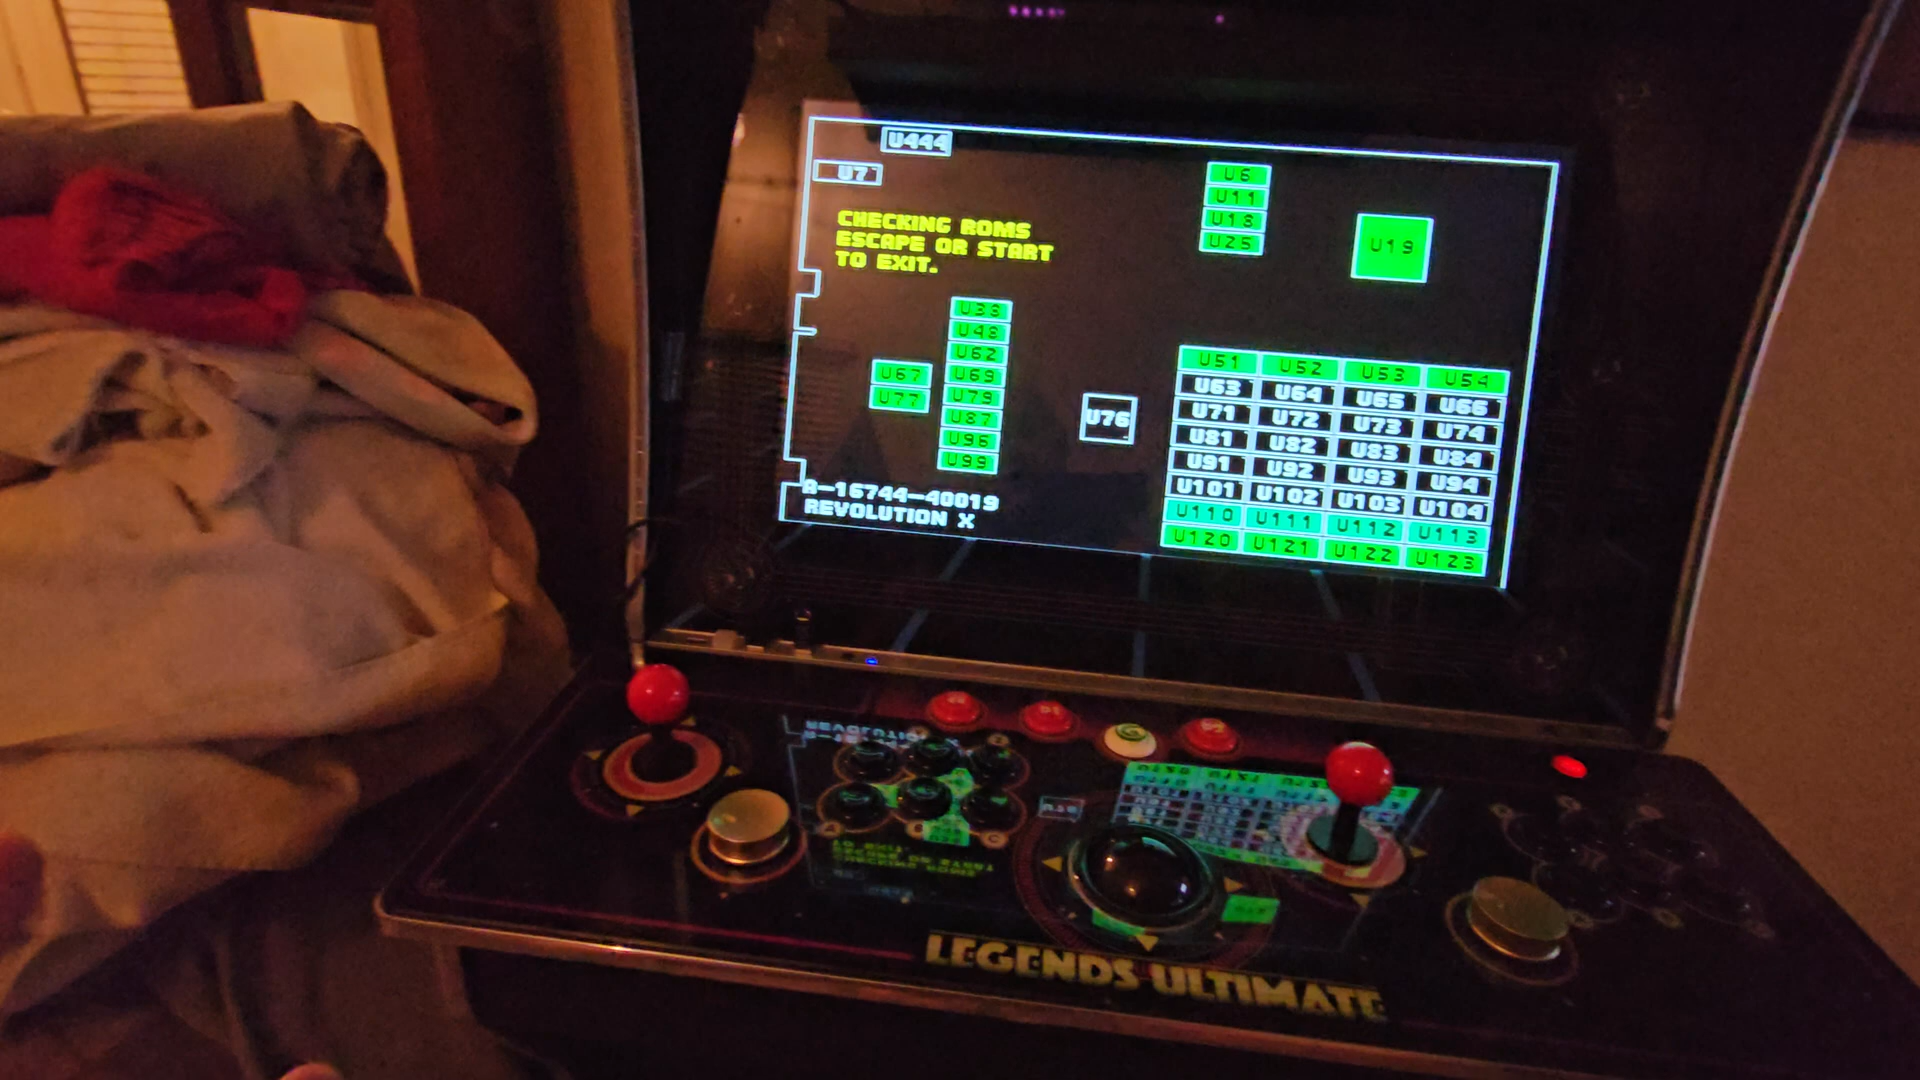 U444
U7
CHECKING ROMS
ESCAPE OR START
TO EXIT.
U6
U11
U18
U25
U19
U33
U48
U62
U69
U79
U87
U96
U99
U67
U77
U76
U51 U52 U53 U54
U63 U64 U65 U66
U71 U72 U73 U74
U81 U82 U83 U84
U91 U92 U93 U94
U101 U102 U103 U104
U110 U111 U112 U113
U120 U121 U122 U123
A-16744-40019
REVOLUTION X
A
B
C
LEGENDS ULTIMATE